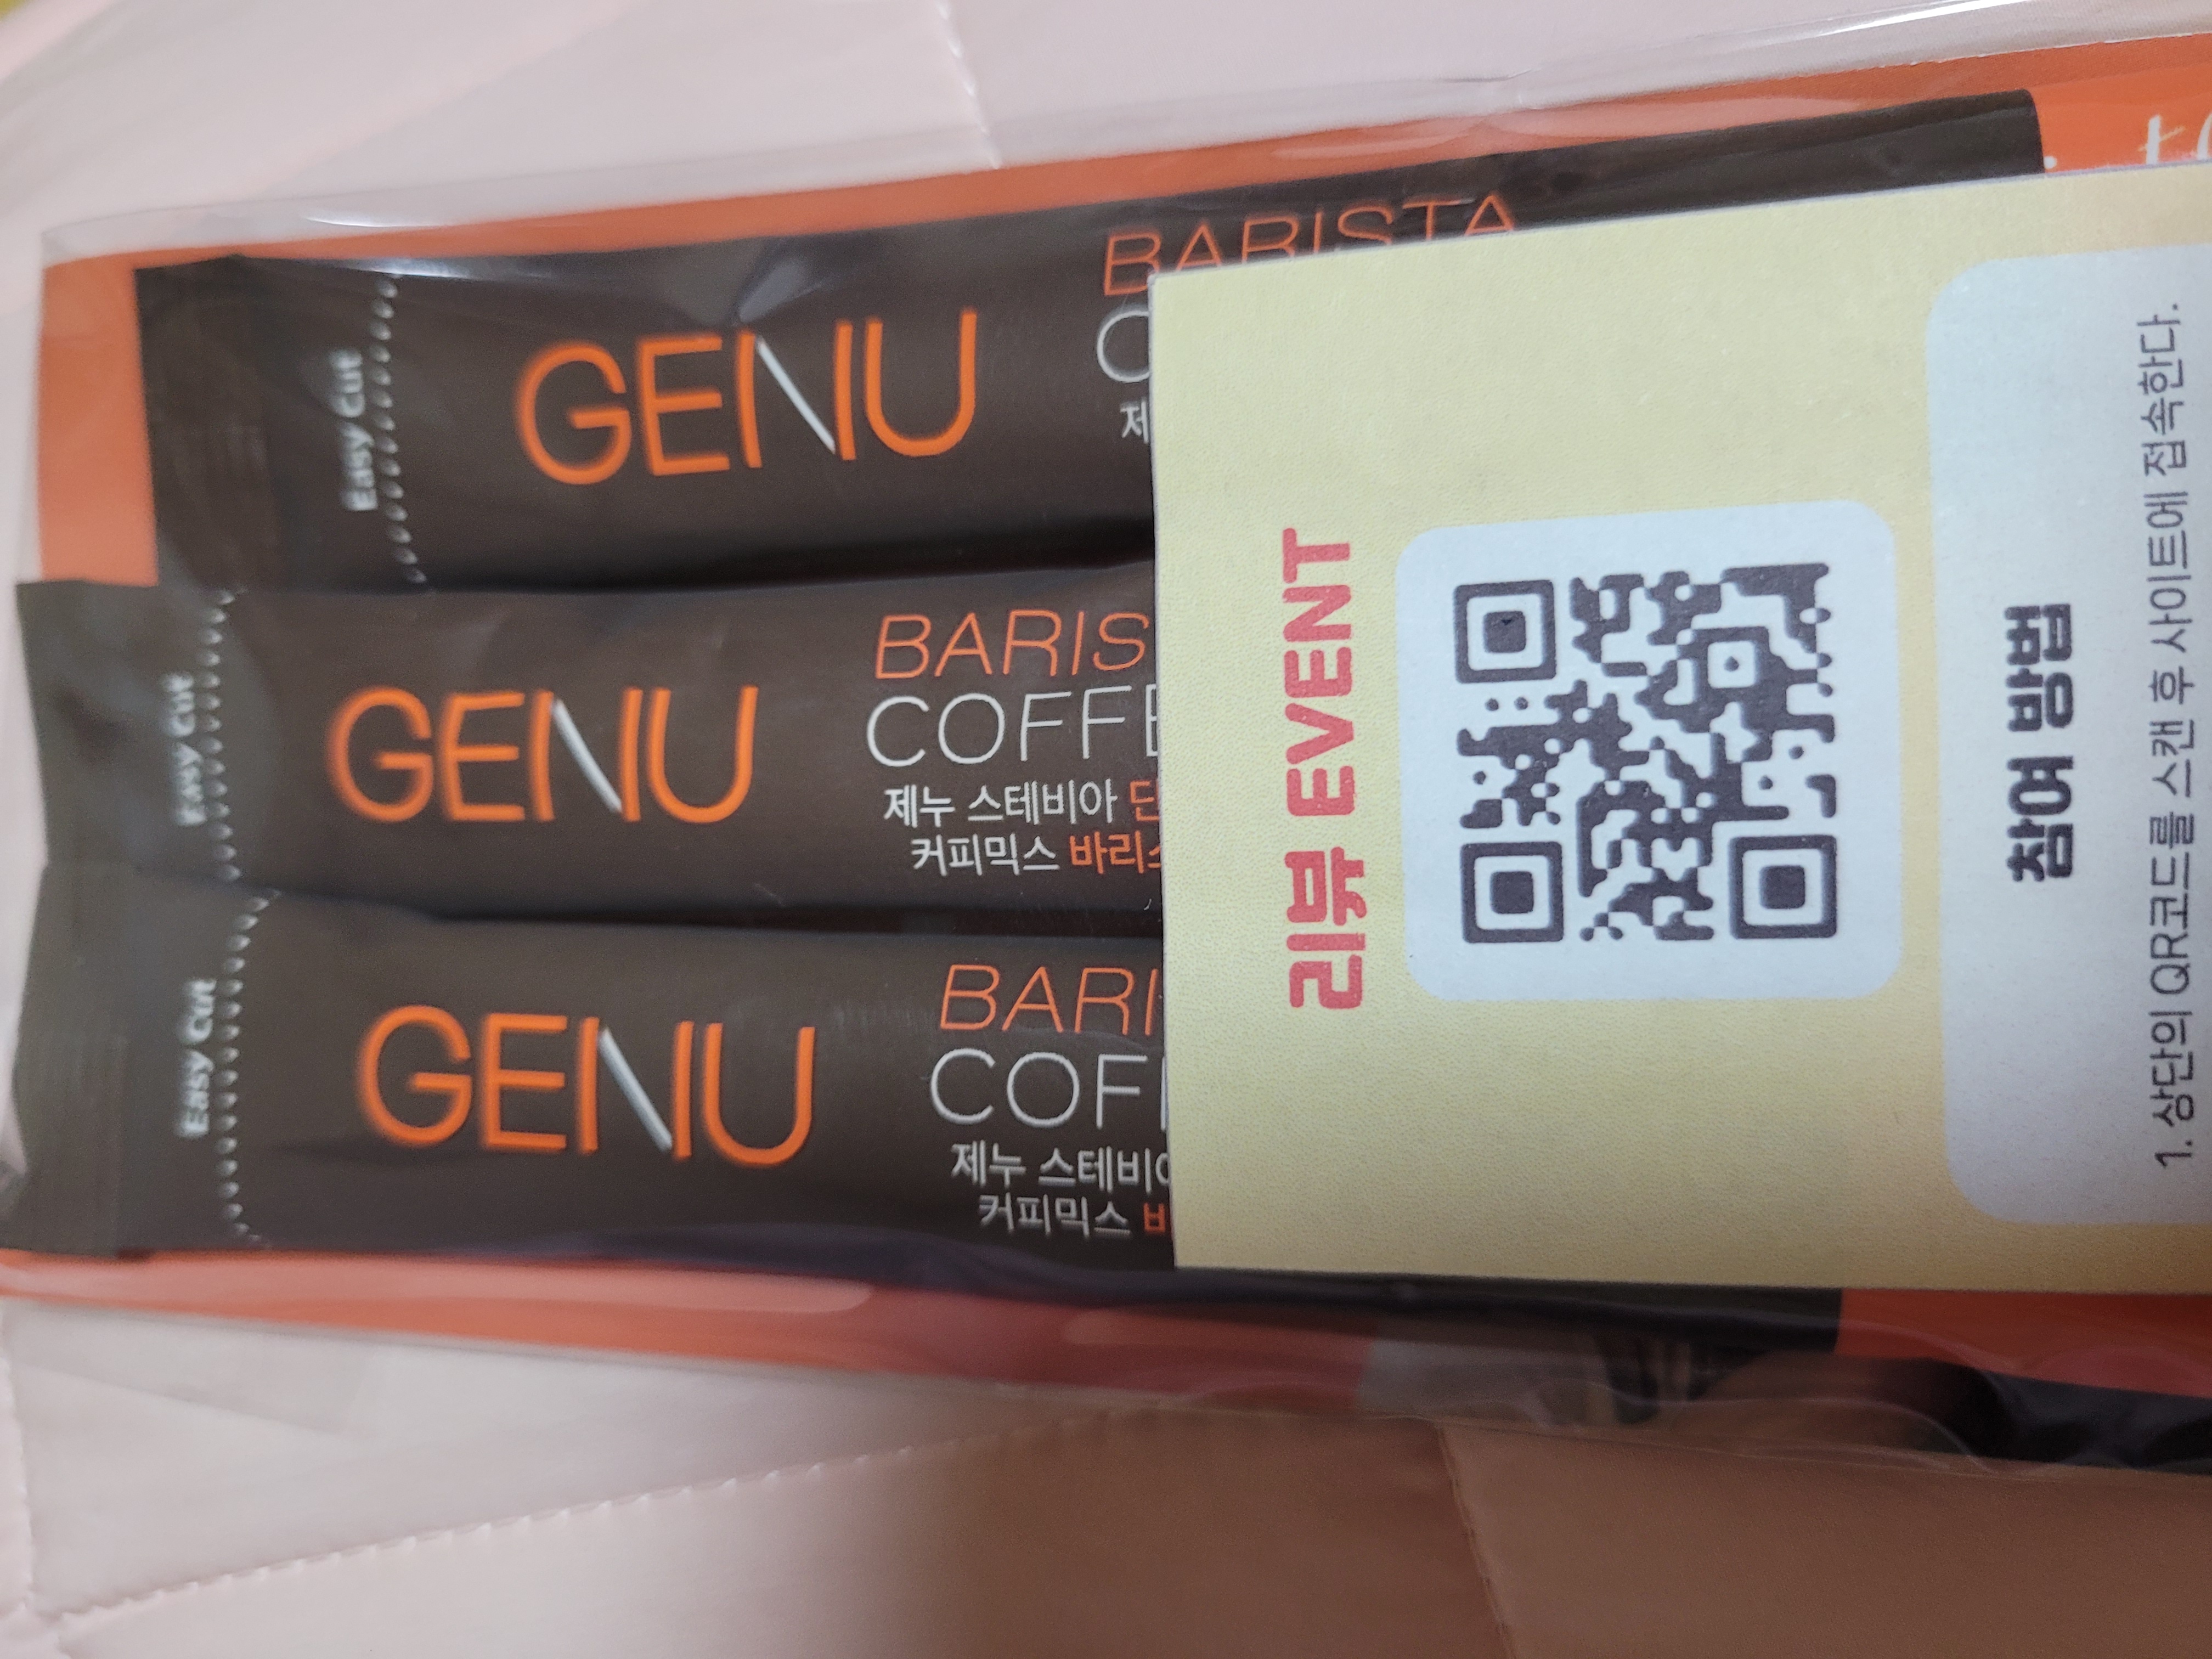 Easy Cut
GENU
BARISTA
제
Easy Cut
GENU
BARIS
COFFE
제누 스테비아 단
커피믹스 바리스
Easy Cut
GENU
BARI
COFF
제누 스테비아
커피믹스 바
리뷰 EVENT
참여 방법
1. 상단의 QR코드를 스캔 후 사이트에 접속한다.